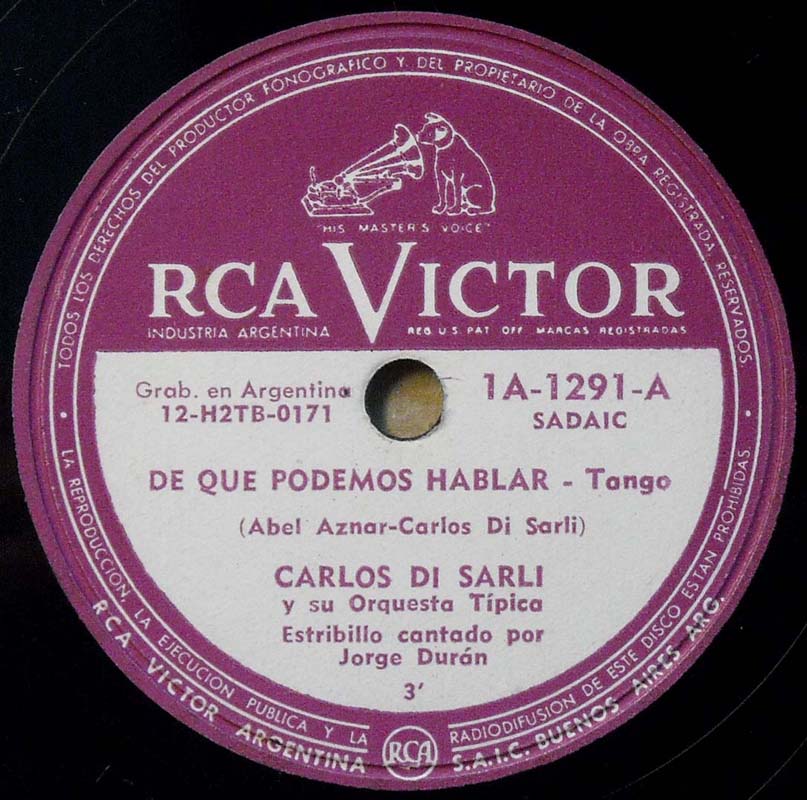 TODOS LOS DERECHOS DEL PRODUCTOR FONOGRAFICO Y DEL PROPIETARIO DE LA OBRA REGISTRADA, RESERVADOS.
"HIS MASTER'S VOICE"
RCA VICTOR
INDUSTRIA ARGENTINA
REG. U.S. PAT. OFF. MARCAS REGISTRADAS
Grab. en Argentina
12-H2TB-0171
1A-1291-A
SADAIC
DE QUE PODEMOS HABLAR - Tango
(Abel Aznar-Carlos Di Sarli)
CARLOS DI SARLI
y su Orquesta Típica
Estribillo cantado por
Jorge Durán
3'
LA REPRODUCCION, LA EJECUCION PUBLICA Y LA RADIODIFUSION DE ESTE DISCO ESTAN PROHIBIDAS.
RCA VICTOR ARGENTINA S.A.I.C. BUENOS AIRES ARG.
RCA